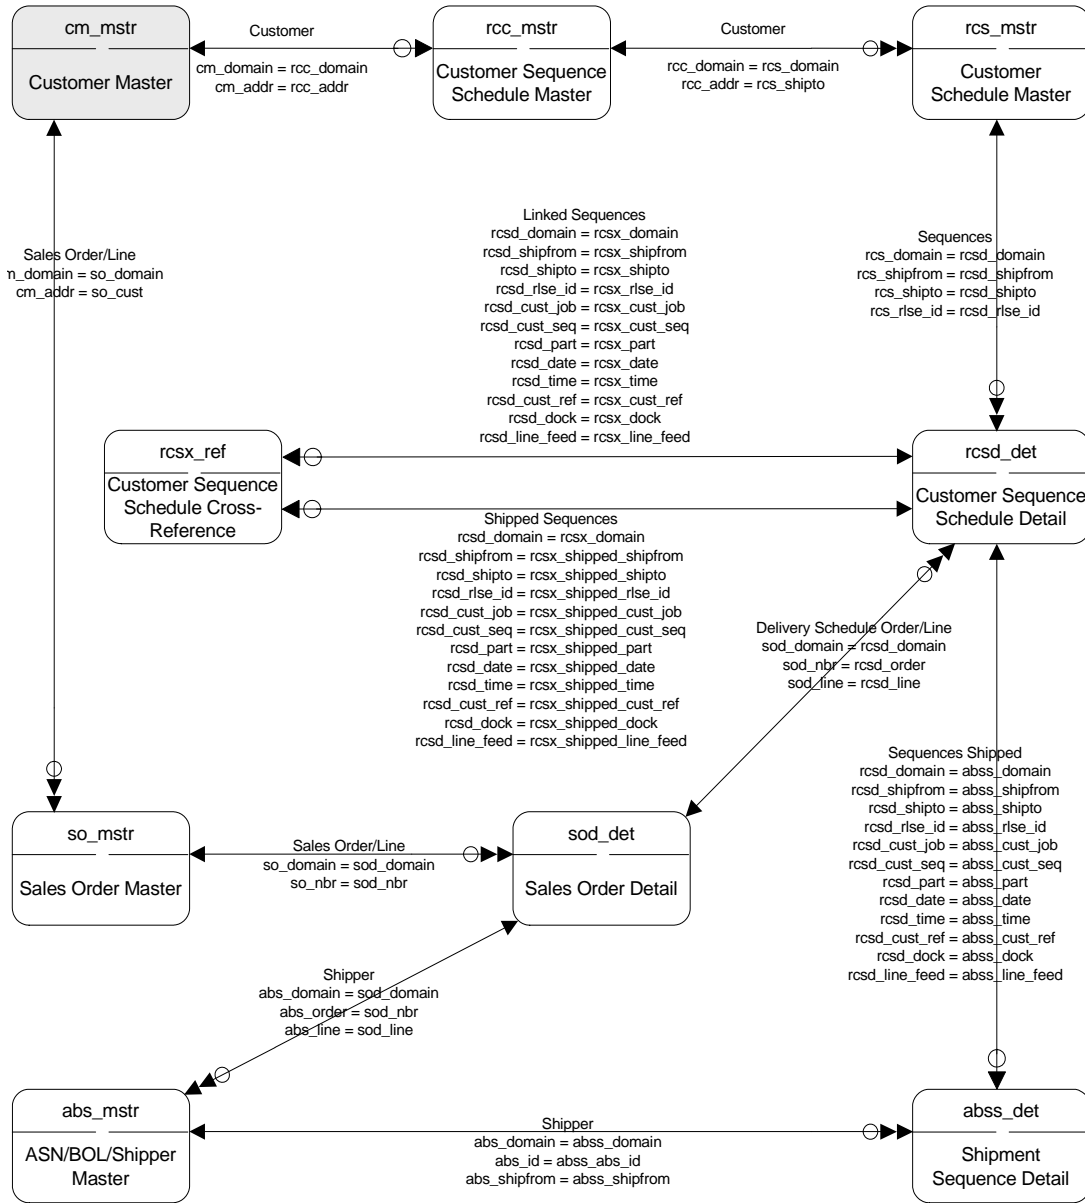 cm_mstr
Customer Master
Customer
cm_domain = rcc_domain
cm_addr = rcc_addr
rcc_mstr
Customer Sequence
Schedule Master
Customer
rcc_domain = rcs_domain
rcc_addr = rcs_shipto
rcs_mstr
Customer
Schedule Master
Sales Order/Line
m_domain = so_domain
cm_addr = so_cust
Linked Sequences
rcsd_domain = rcsx_domain
rcsd_shipfrom = rcsx_shipfrom
rcsd_shipto = rcsx_shipto
rcsd_rlse_id = rcsx_rlse_id
rcsd_cust_job = rcsx_cust_job
rcsd_cust_seq = rcsx_cust_seq
rcsd_part = rcsx_part
rcsd_date = rcsx_date
rcsd_time = rcsx_time
rcsd_cust_ref = rcsx_cust_ref
rcsd_dock = rcsx_dock
rcsd_line_feed = rcsx_line_feed
Sequences
rcs_domain = rcsd_domain
rcs_shipfrom = rcsd_shipfrom
rcs_shipto = rcsd_shipto
rcs_rlse_id = rcsd_rlse_id
rcsx_ref
Customer Sequence
Schedule Cross-
Reference
rcsd_det
Customer Sequence
Schedule Detail
Shipped Sequences
rcsd_domain = rcsx_domain
rcsd_shipfrom = rcsx_shipped_shipfrom
rcsd_shipto = rcsx_shipped_shipto
rcsd_rlse_id = rcsx_shipped_rlse_id
rcsd_cust_job = rcsx_shipped_cust_job
rcsd_cust_seq = rcsx_shipped_cust_seq
rcsd_part = rcsx_shipped_part
rcsd_date = rcsx_shipped_date
rcsd_time = rcsx_shipped_time
rcsd_cust_ref = rcsx_shipped_cust_ref
rcsd_dock = rcsx_shipped_dock
rcsd_line_feed = rcsx_shipped_line_feed
Delivery Schedule Order/Line
sod_domain = rcsd_domain
sod_nbr = rcsd_order
sod_line = rcsd_line
Sequences Shipped
rcsd_domain = abss_domain
rcsd_shipfrom = abss_shipfrom
rcsd_shipto = abss_shipto
rcsd_rlse_id = abss_rlse_id
rcsd_cust_job = abss_cust_job
rcsd_cust_seq = abss_cust_seq
rcsd_part = abss_part
rcsd_date = abss_date
rcsd_time = abss_time
rcsd_cust_ref = abss_cust_ref
rcsd_dock = abss_dock
rcsd_line_feed = abss_line_feed
so_mstr
Sales Order Master
Sales Order/Line
so_domain = sod_domain
so_nbr = sod_nbr
sod_det
Sales Order Detail
Shipper
abs_domain = sod_domain
abs_order = sod_nbr
abs_line = sod_line
abs_mstr
ASN/BOL/Shipper
Master
Shipper
abs_domain = abss_domain
abs_id = abss_abs_id
abs_shipfrom = abss_shipfrom
abss_det
Shipment
Sequence Detail